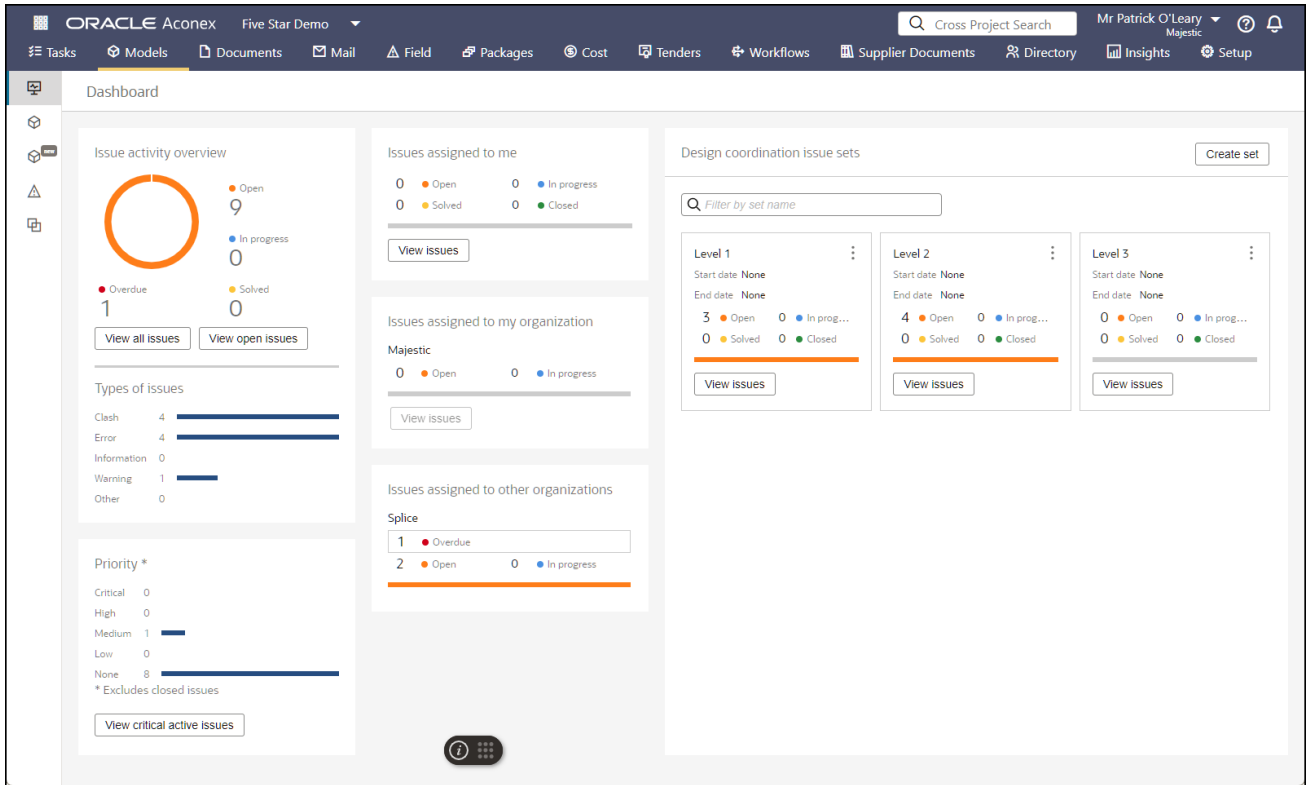 ORACLE Aconex Five Star Demo Cross Project Search Mr Patrick O'Leary
Majestic
Tasks Models Documents Mail Field Packages Cost Tenders Workflows Supplier Documents Directory Insights Setup
Dashboard
new
Issue activity overview
Open
9
In progress
0
Overdue
1
Solved
0
View all issues View open issues
Types of issues
Clash 4
Error 4
Information 0
Warning 1
Other 0
Priority *
Critical 0
High 0
Medium 1
Low 0
None 8
* Excludes closed issues
View critical active issues
Issues assigned to me
0 Open 0 In progress
0 Solved 0 Closed
View issues
Issues assigned to my organization
Majestic
0 Open 0 In progress
View issues
Issues assigned to other organizations
Splice
1 Overdue
2 Open 0 In progress
Design coordination issue sets
Create set
Filter by set name
Level 1
Start date None
End date None
3 Open 0 In prog...
0 Solved 0 Closed
View issues
Level 2
Start date None
End date None
4 Open 0 In prog...
0 Solved 0 Closed
View issues
Level 3
Start date None
End date None
0 Open 0 In prog...
0 Solved 0 Closed
View issues